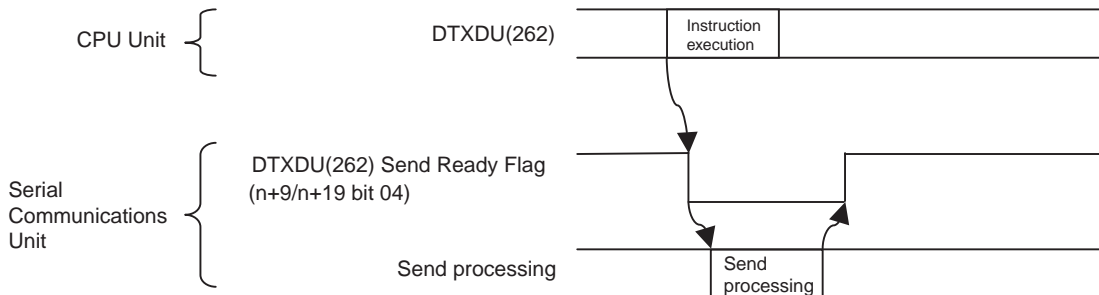 CPU Unit
DTXDU(262)
Instruction
execution
Serial
Communications
Unit
DTXDU(262) Send Ready Flag
(n+9/n+19 bit 04)
Send processing
Send
processing